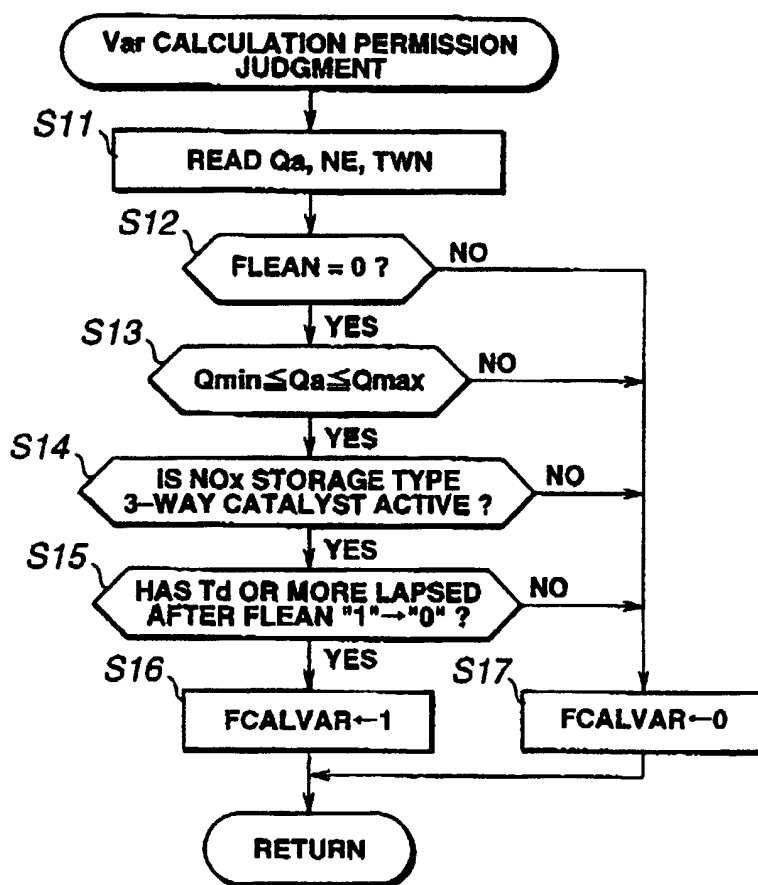 Var CALCULATION PERMISSION
JUDGMENT
S11
READ Qa, NE, TWN
S12
FLEAN = 0 ?
NO
YES
S13
Qmin≦Qa≦Qmax
NO
YES
S14
IS NOx STORAGE TYPE
3-WAY CATALYST ACTIVE ?
NO
YES
S15
HAS Td OR MORE LAPSED
AFTER FLEAN "1"→"0" ?
NO
YES
S16
FCALVAR←1
S17
FCALVAR←0
RETURN